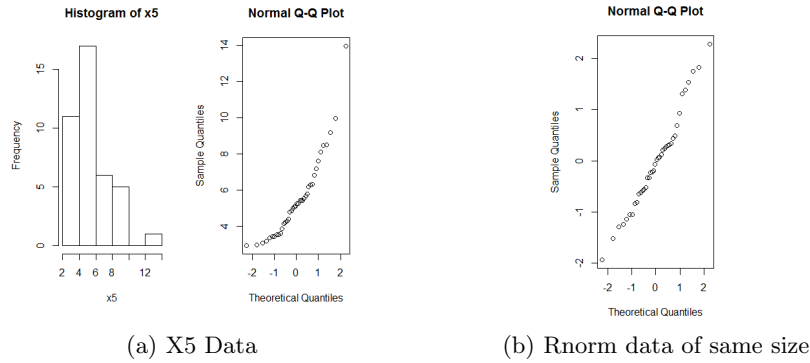 Histogram of x5
Frequency
15
10
5
0
2 4 6 8 12
x5
Normal Q-Q Plot
Sample Quantiles
14
12
10
8
6
4
-2 -1 0 1 2
Theoretical Quantiles
(a) X5 Data
Normal Q-Q Plot
Sample Quantiles
2
1
0
-1
-2
-2 -1 0 1 2
Theoretical Quantiles
(b) Rnorm data of same size